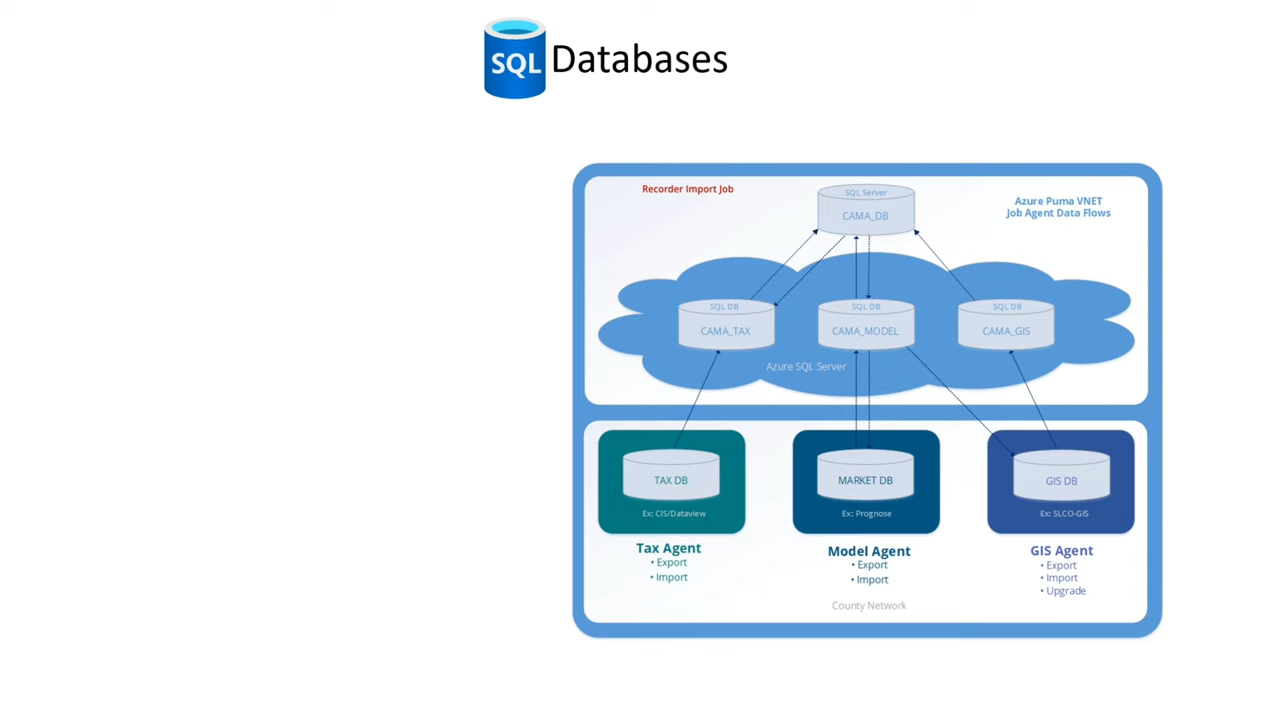 SQL Databases
Recorder Import Job
SQL Server
CAMA_DB
Azure Puma VNET
Job Agent Data Flows
SQL DB
CAMA_TAX
SQL DB
CAMA_MODEL
SQL DB
CAMA_GIS
Azure SQL Server
TAX DB
Ex: CIS/Dataview
MARKET DB
Ex: Prognose
GIS DB
Ex: SLCO-GIS
Tax Agent
• Export
• Import
Model Agent
• Export
• Import
GIS Agent
• Export
• Import
• Upgrade
County Network